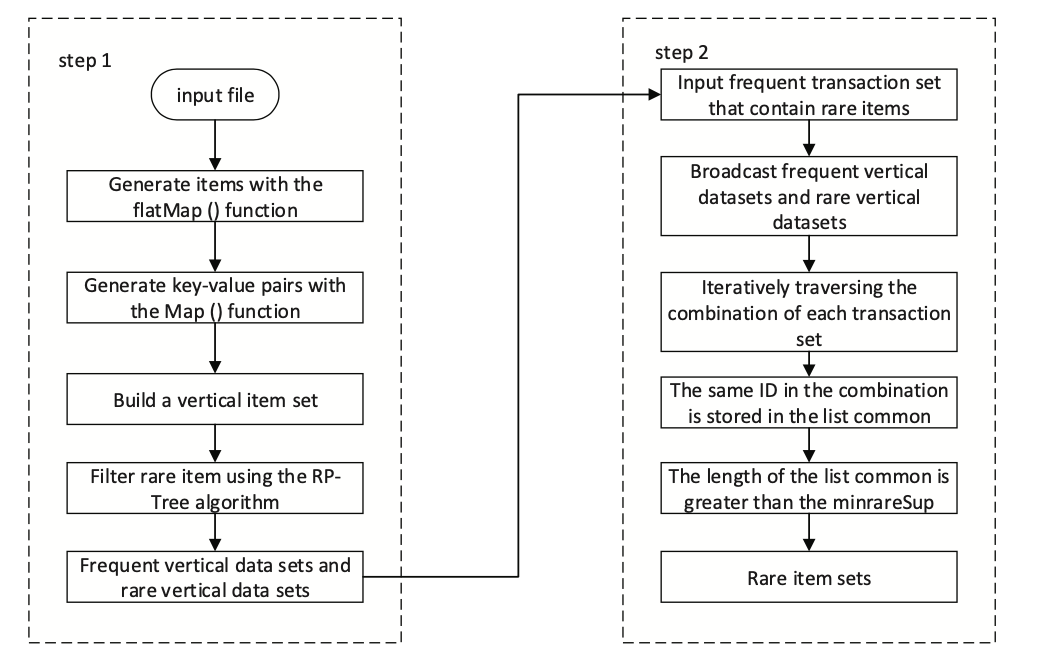 step 1
input file
Generate items with the
flatMap () function
Generate key-value pairs with
the Map () function
Build a vertical item set
Filter rare item using the RP-
Tree algorithm
Frequent vertical data sets and
rare vertical data sets
step 2
Input frequent transaction set
that contain rare items
Broadcast frequent vertical
datasets and rare vertical
datasets
Iteratively traversing the
combination of each transaction
set
The same ID in the combination
is stored in the list common
The length of the list common is
greater than the minrareSup
Rare item sets